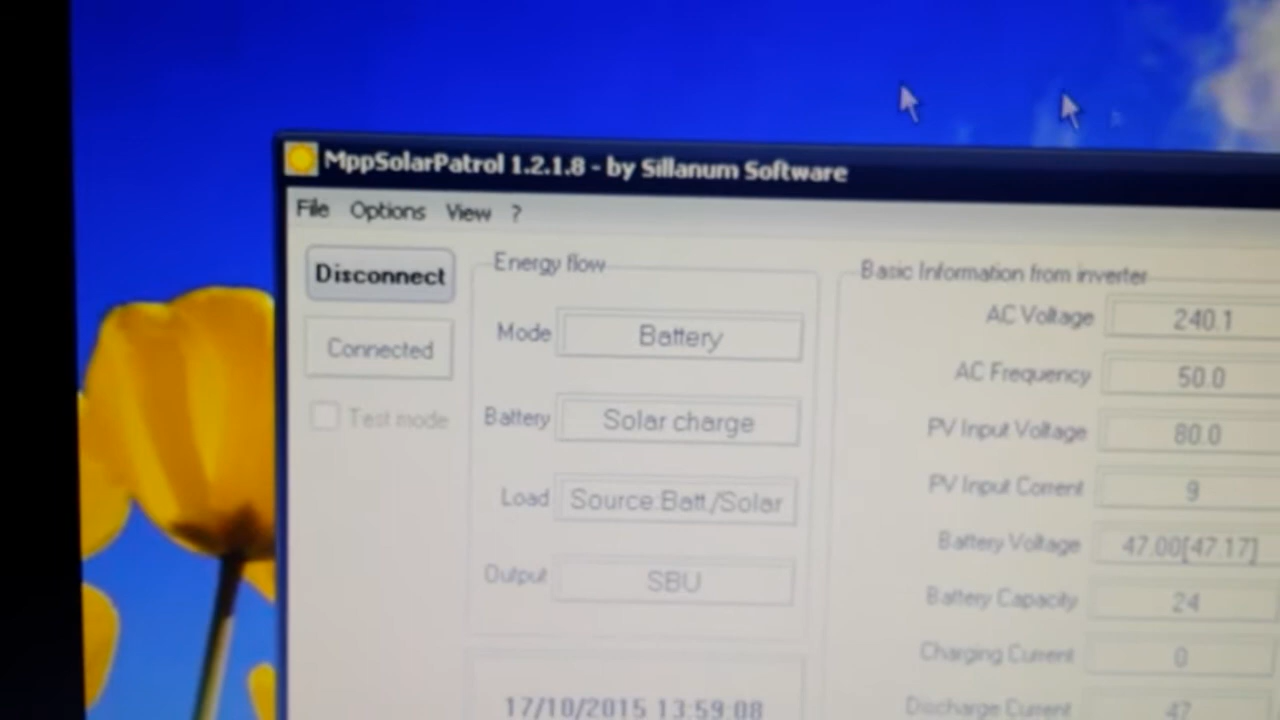 MppSolarPatrol 1.2.1.8 - by Sillanum Software
File Options View ?
Disconnect
Connected
Test mode
Energy flow
Mode Battery
Battery Solar charge
Load Source:Batt./Solar
Output SBU
17/10/2015 13:59:08
Basic Information from inverter
AC Voltage 240.1
AC Frequency 50.0
PV Input Voltage 80.0
PV Input Corrent 9
Battery Voltage 47.00[47.17]
Battery Capacity 24
Charging Current 0
Discharge Current 47